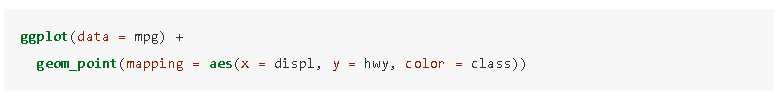 ggplot(data = mpg) +
  geom_point(mapping = aes(x = displ, y = hwy, color = class))